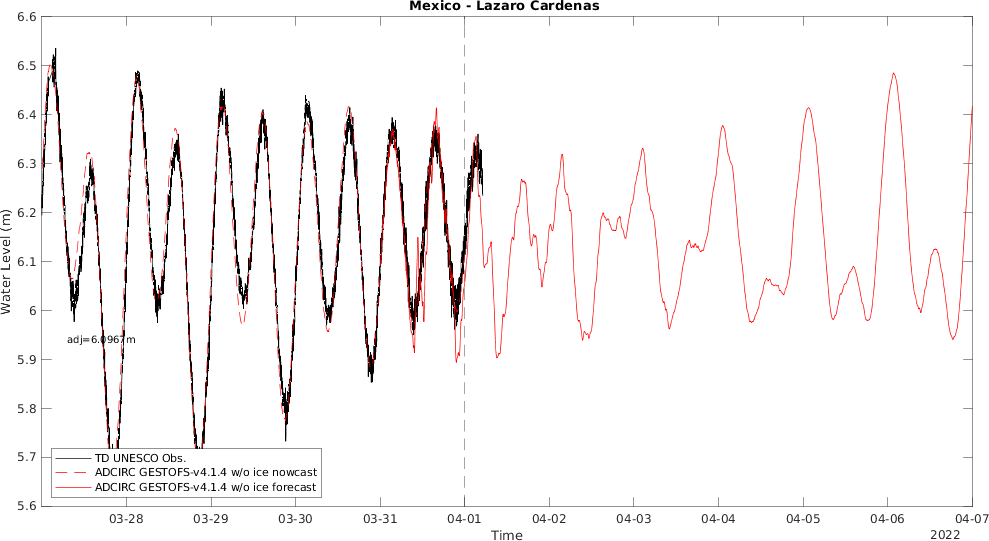 Mexico - Lazaro Cardenas
6.6
6.5
6.4
6.3
6.2
6.1
6
5.9
5.8
5.7
5.6
Water Level (m)
adj=6.0967m
TD UNESCO Obs.
ADCIRC GESTOFS-v4.1.4 w/o ice nowcast
ADCIRC GESTOFS-v4.1.4 w/o ice forecast
03-28 03-29 03-30 03-31 04-01 04-02 04-03 04-04 04-05 04-06 04-07
Time
2022